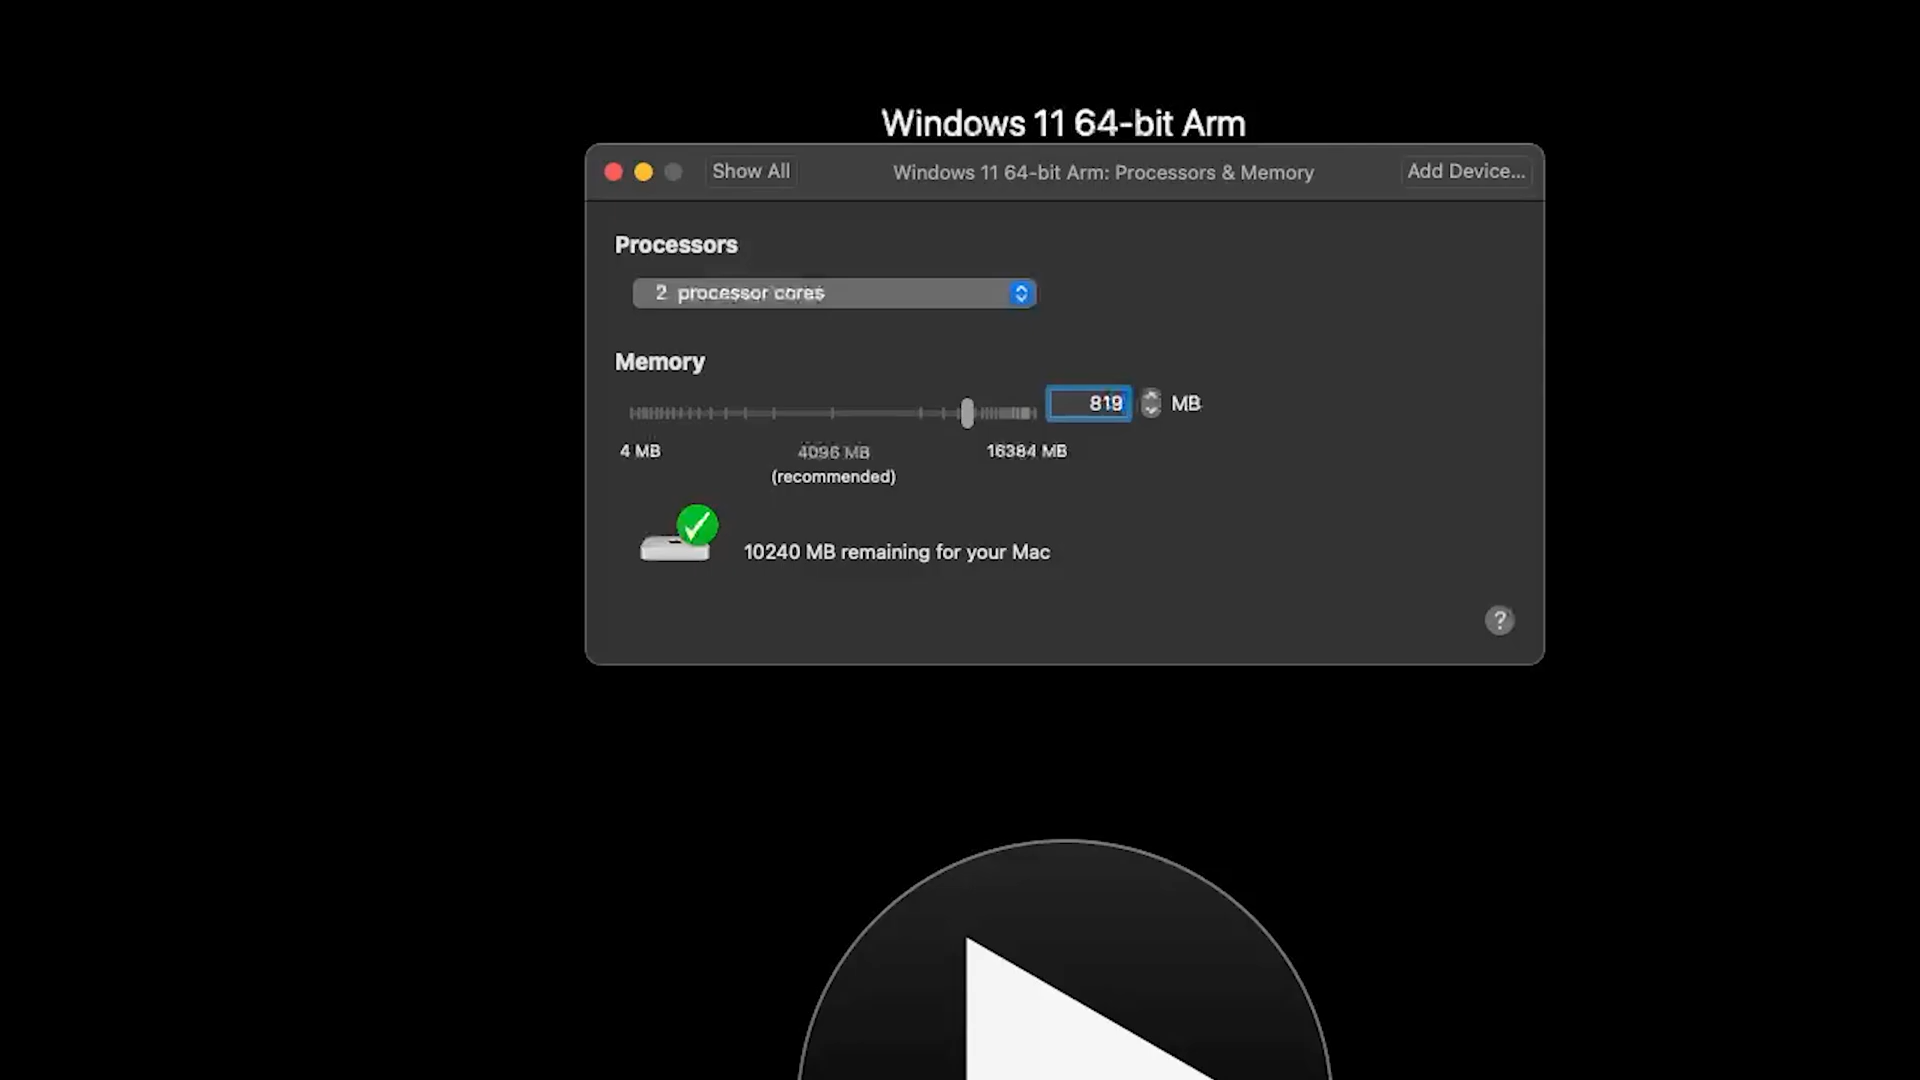 Windows 11 64-bit Arm
Show All
Windows 11 64-bit Arm: Processors & Memory
Add Device...
Processors
2 processor cores
Memory
819
MB
4 MB
4096 MB
16384 MB
(recommended)
10240 MB remaining for your Mac
?